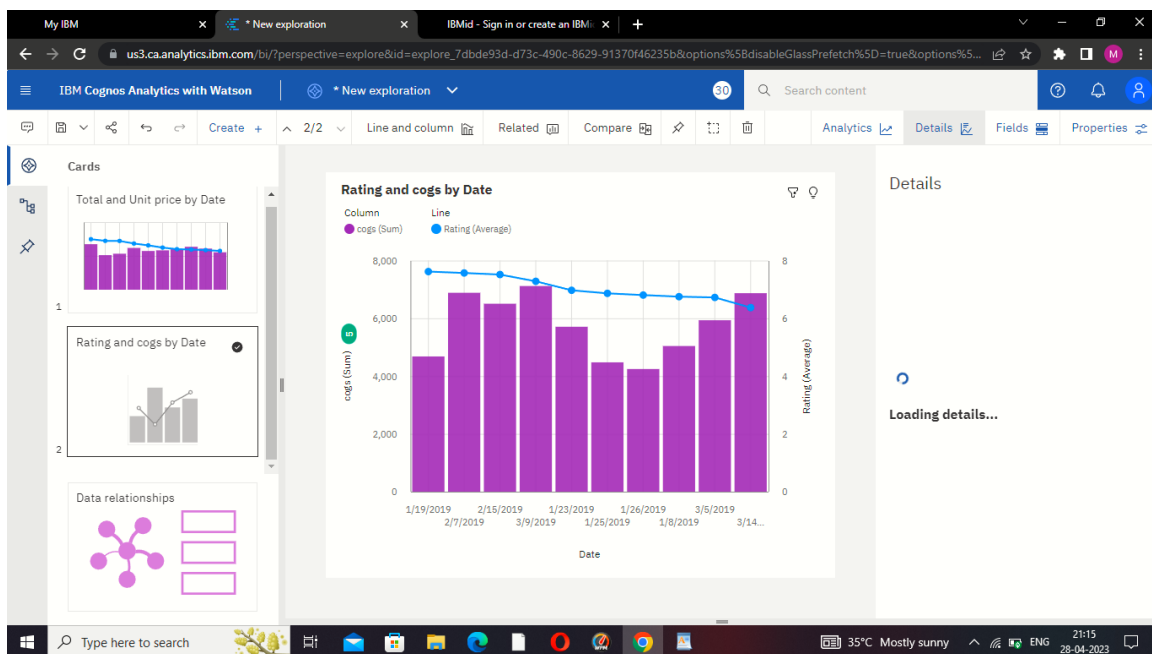 My IBM
* New exploration
IBMid - Sign in or create an IBMi
us3.ca.analytics.ibm.com/bi/?perspective=explore&id=explore_7dbde93d-d73c-490c-8629-91370f46235b&options%5BdisableGlassPrefetch%5D=true&options%5...
M
IBM Cognos Analytics with Watson
* New exploration
30
Search content
Create +
2/2
Line and column
Related
Compare
Analytics
Details
Fields
Properties
Cards
Total and Unit price by Date
1
Rating and cogs by Date
2
Data relationships
Rating and cogs by Date
Column
Line
cogs (Sum)
Rating (Average)
8,000
6,000
4,000
2,000
0
cogs (Sum)
5
8
6
4
2
0
Rating (Average)
1/19/2019
2/7/2019
2/15/2019
3/9/2019
1/23/2019
1/25/2019
1/26/2019
1/8/2019
3/5/2019
3/14...
Date
Details
Loading details...
Type here to search
35°C Mostly sunny
ENG
21:15
28-04-2023